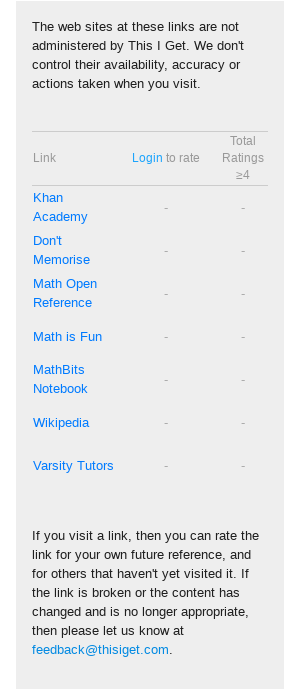 The web sites at these links are not
administered by This I Get. We don't
control their availability, accuracy or
actions taken when you visit.
Link Login to rate Total
Ratings
≥4
Khan
Academy - -
Don't
Memorise - -
Math Open
Reference - -
Math is Fun - -
MathBits
Notebook - -
Wikipedia - -
Varsity Tutors - -
If you visit a link, then you can rate the
link for your own future reference, and
for others that haven't yet visited it. If
the link is broken or the content has
changed and is no longer appropriate,
then please let us know at
feedback@thisiget.com.